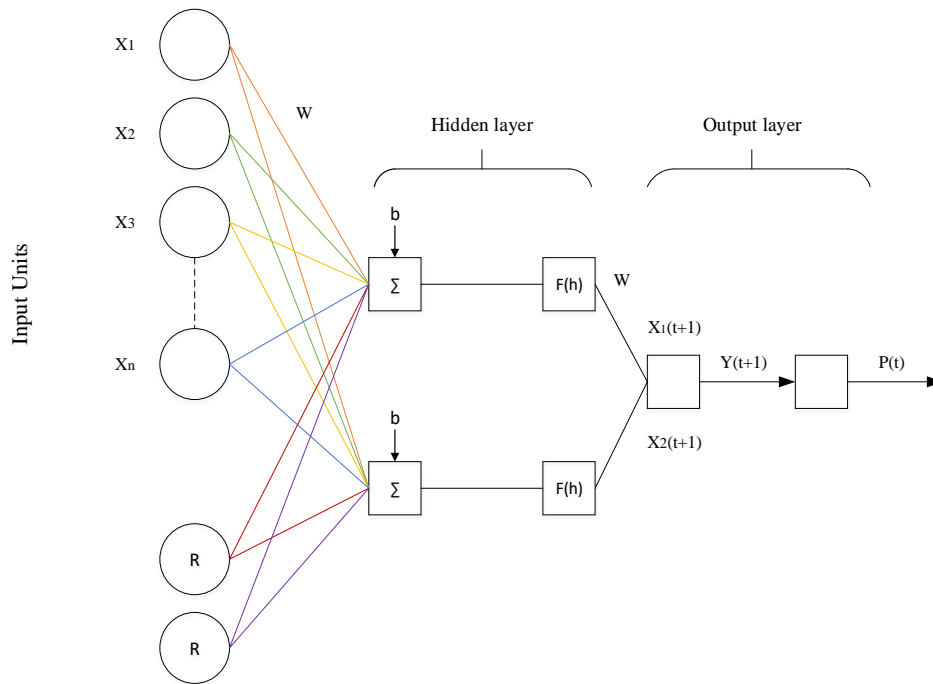 Input Units
X1
X2
X3
Xn
R
R
W
Hidden layer
b
Σ
F(h)
b
Σ
F(h)
W
Output layer
X1(t+1)
X2(t+1)
Y(t+1)
P(t)